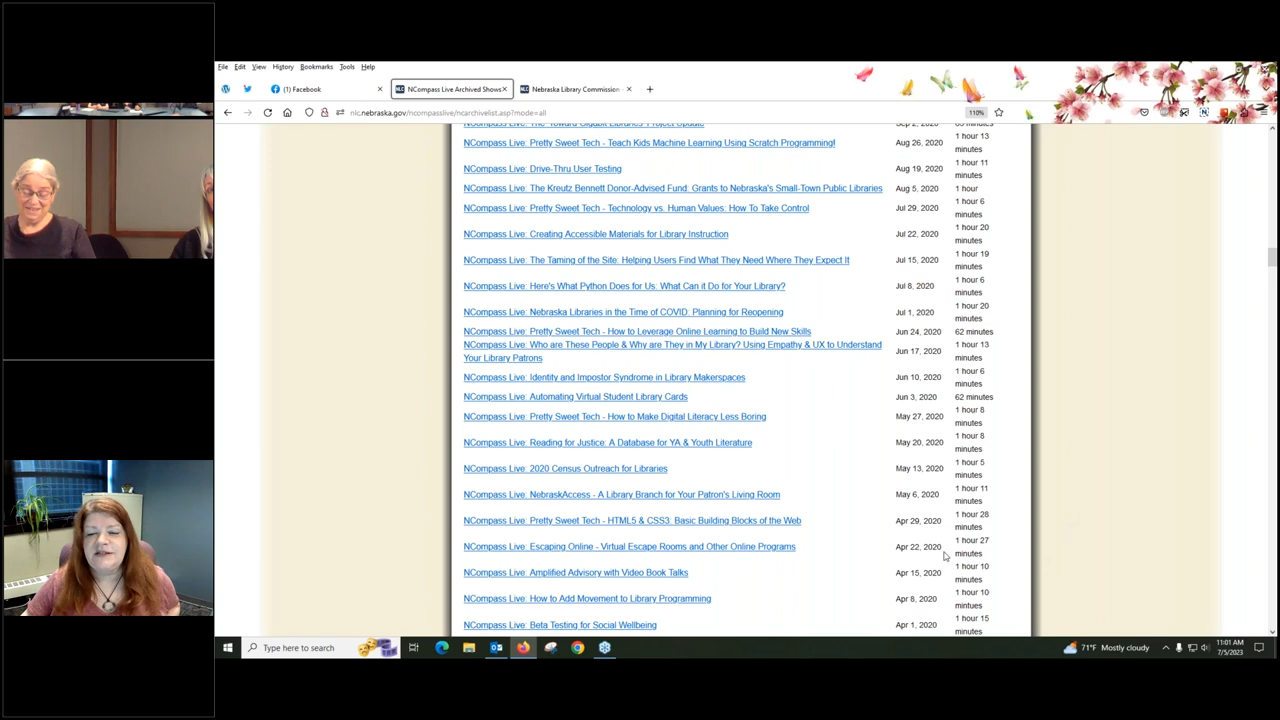 File Edit View History Bookmarks Tools Help
(1) Facebook
NCompass Live Archived Shows
Nebraska Library Commission
nlc.nebraska.gov/ncompasslive/ncarchivelist.asp?mode=all
110%
NCompass Live: The 'Toward Gigabit Libraries' Project Update Sep 2, 2020 63 minutes
NCompass Live: Pretty Sweet Tech - Teach Kids Machine Learning Using Scratch Programming! Aug 26, 2020 1 hour 13
minutes
NCompass Live: Drive-Thru User Testing Aug 19, 2020 1 hour 11
minutes
NCompass Live: The Kreutz Bennett Donor-Advised Fund: Grants to Nebraska's Small-Town Public Libraries Aug 5, 2020 1 hour
NCompass Live: Pretty Sweet Tech - Technology vs. Human Values: How To Take Control Jul 29, 2020 1 hour 6
minutes
NCompass Live: Creating Accessible Materials for Library Instruction Jul 22, 2020 1 hour 20
minutes
NCompass Live: The Taming of the Site: Helping Users Find What They Need Where They Expect It Jul 15, 2020 1 hour 19
minutes
NCompass Live: Here's What Python Does for Us: What Can it Do for Your Library? Jul 8, 2020 1 hour 6
minutes
NCompass Live: Nebraska Libraries in the Time of COVID: Planning for Reopening Jul 1, 2020 1 hour 20
minutes
NCompass Live: Pretty Sweet Tech - How to Leverage Online Learning to Build New Skills Jun 24, 2020 62 minutes
NCompass Live: Who are These People & Why are They in My Library? Using Empathy & UX to Understand
Your Library Patrons Jun 17, 2020 1 hour 13
minutes
NCompass Live: Identity and Impostor Syndrome in Library Makerspaces Jun 10, 2020 1 hour 6
minutes
NCompass Live: Automating Virtual Student Library Cards Jun 3, 2020 62 minutes
NCompass Live: Pretty Sweet Tech - How to Make Digital Literacy Less Boring May 27, 2020 1 hour 8
minutes
NCompass Live: Reading for Justice: A Database for YA & Youth Literature May 20, 2020 1 hour 8
minutes
NCompass Live: 2020 Census Outreach for Libraries May 13, 2020 1 hour 5
minutes
NCompass Live: NebraskAccess - A Library Branch for Your Patron's Living Room May 6, 2020 1 hour 11
minutes
NCompass Live: Pretty Sweet Tech - HTML5 & CSS3: Basic Building Blocks of the Web Apr 29, 2020 1 hour 28
minutes
NCompass Live: Escaping Online - Virtual Escape Rooms and Other Online Programs Apr 22, 2020 1 hour 27
minutes
NCompass Live: Amplified Advisory with Video Book Talks Apr 15, 2020 1 hour 10
minutes
NCompass Live: How to Add Movement to Library Programming Apr 8, 2020 1 hour 10
mintues
NCompass Live: Beta Testing for Social Wellbeing Apr 1, 2020 1 hour 15
minutes
Type here to search
71°F Mostly cloudy
11:01 AM
7/5/2023